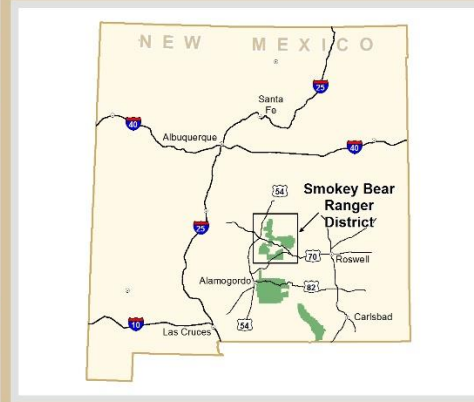 NEW MEXICO
25
Santa
Fe
40
Albuquerque
40
54
Smokey Bear
Ranger
District
25
70
Roswell
Alamogordo
82
10
Las Cruces
54
Carlsbad